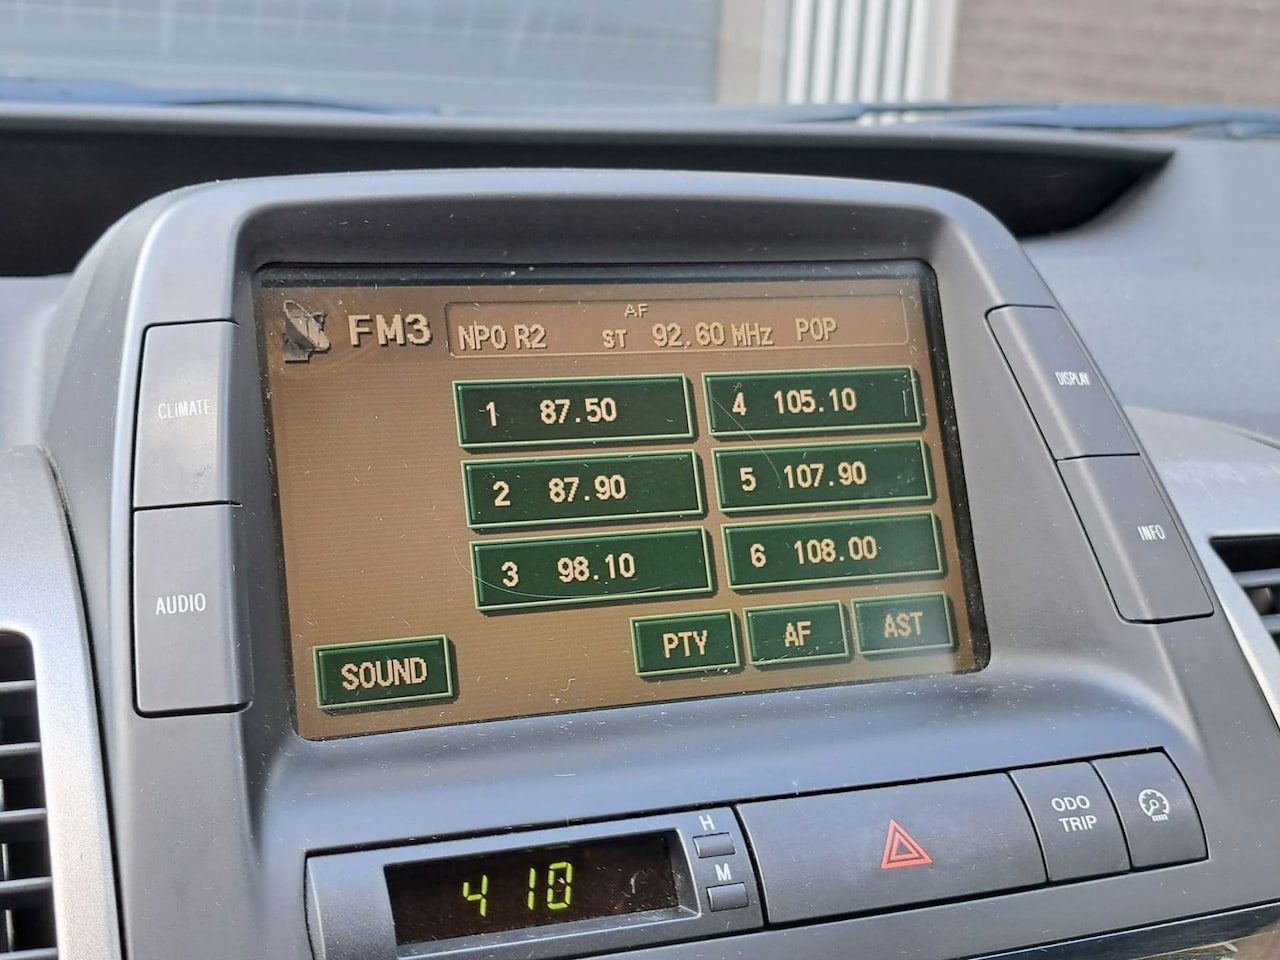 AF
FM3 NPO R2 ST 92.60 MHz POP
1 87.50
4 105.10
2 87.90
5 107.90
3 98.10
6 108.00
SOUND
PTY
AF
AST
CLIMATE
AUDIO
DISPLAY
INFO
4 10
H
M
ODO
TRIP